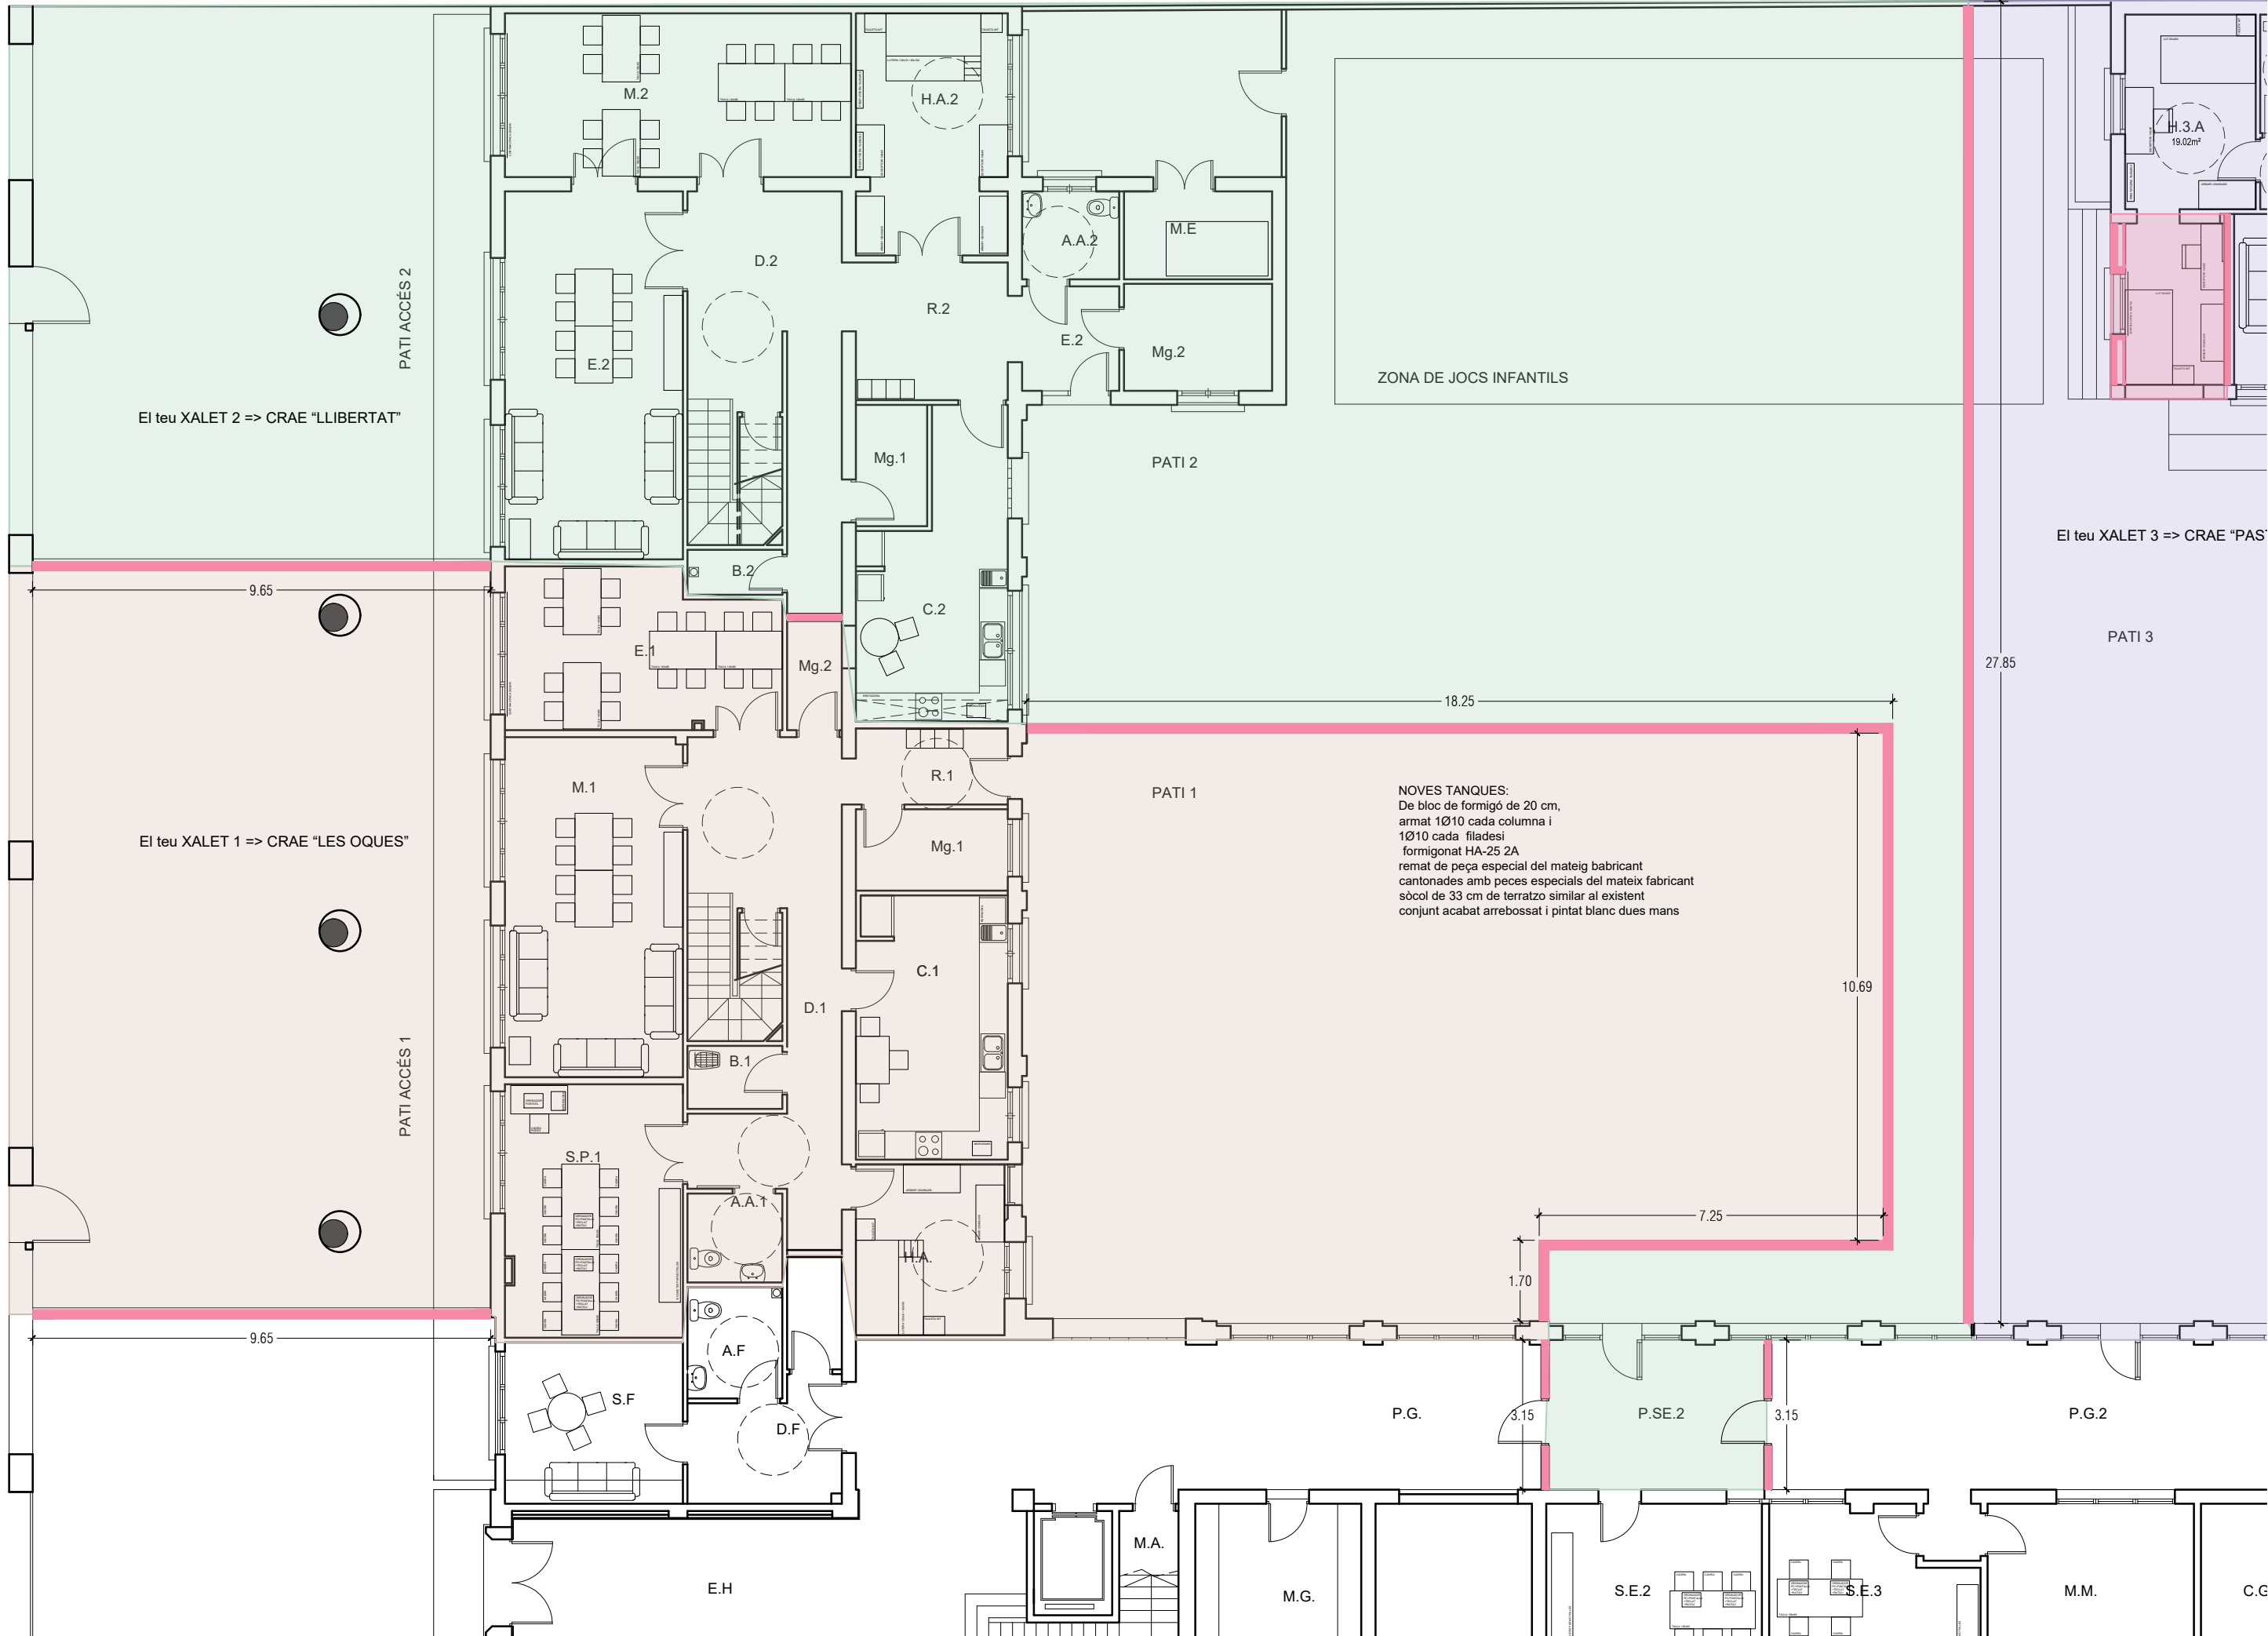 M.2
H.A.2
H.3.A
19.02m²
D.2
A.A.2
M.E
PATI ACCÉS 2
R.2
E.2
Mg.2
E.2
ZONA DE JOCS INFANTILS
El teu XALET 2 => CRAE “LLIBERTAT”
Mg.1
PATI 2
El teu XALET 3 => CRAE “PAST
B.2
9.65
C.2
E.1
Mg.2
PATI 3
27.85
18.25
R.1
M.1
PATI 1
NOVES TANQUES:
De bloc de formigó de 20 cm,
armat 1Ø10 cada columna i
1Ø10 cada filadesi
formigonat HA-25 2A
remat de peça especial del mateig babricant
cantonades amb peces especials del mateix fabricant
sòcol de 33 cm de terratzo similar al existent
conjunt acabat arrebossat i pintat blanc dues mans
El teu XALET 1 => CRAE “LES OQUES”
Mg.1
C.1
10.69
D.1
PATI ACCÉS 1
B.1
S.P.1
A.A.1
7.25
H.A.
1.70
9.65
A.F
S.F
D.F
P.G.
3.15
P.SE.2
3.15
P.G.2
M.A.
E.H
M.G.
S.E.2
S.E.3
M.M.
C.G